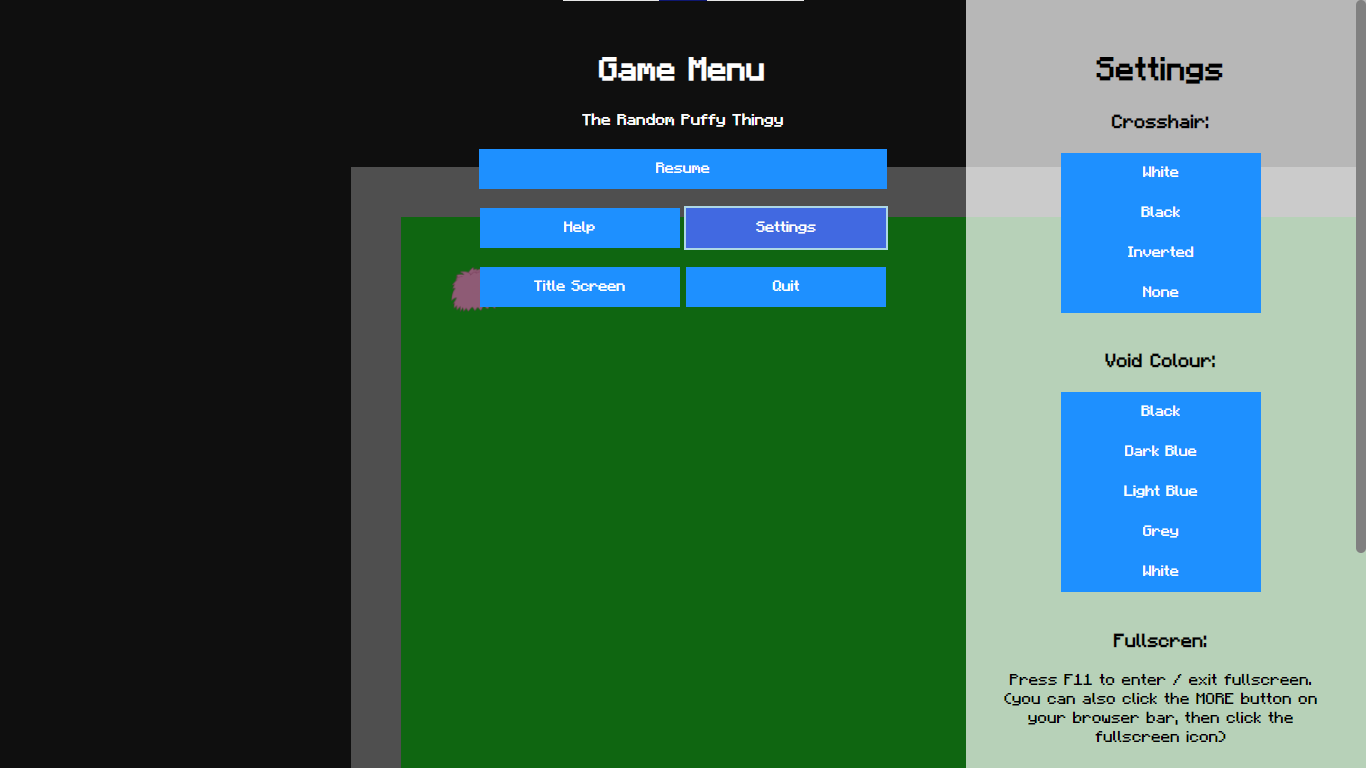 Game Menu
The Random Puffy Thingy
Resume
Help
Settings
Title Screen
Quit
Settings
Crosshair:
White
Black
Inverted
None
Void Colour:
Black
Dark Blue
Light Blue
Grey
White
Fullscren:
Press F11 to enter / exit fullscreen.
(you can also click the MORE button on
your browser bar, then click the
fullscreen icon)